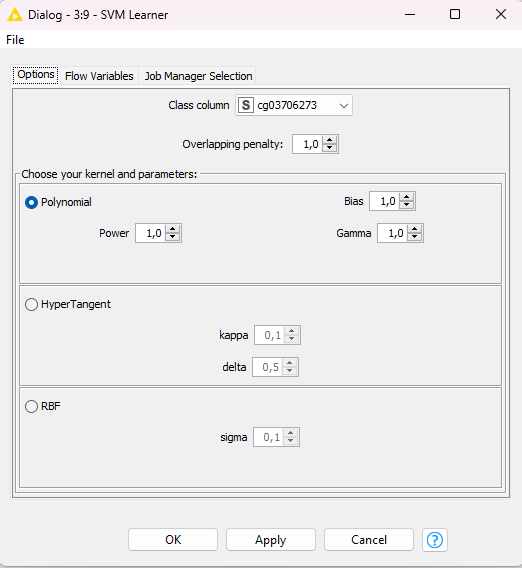 Dialog - 3:9 - SVM Learner
File
Options Flow Variables Job Manager Selection
Class column S cg03706273
Overlapping penalty: 1,0
Choose your kernel and parameters:
Polynomial Bias 1,0
Power 1,0 Gamma 1,0
HyperTangent
kappa 0,1
delta 0,5
RBF
sigma 0,1
OK Apply Cancel ?